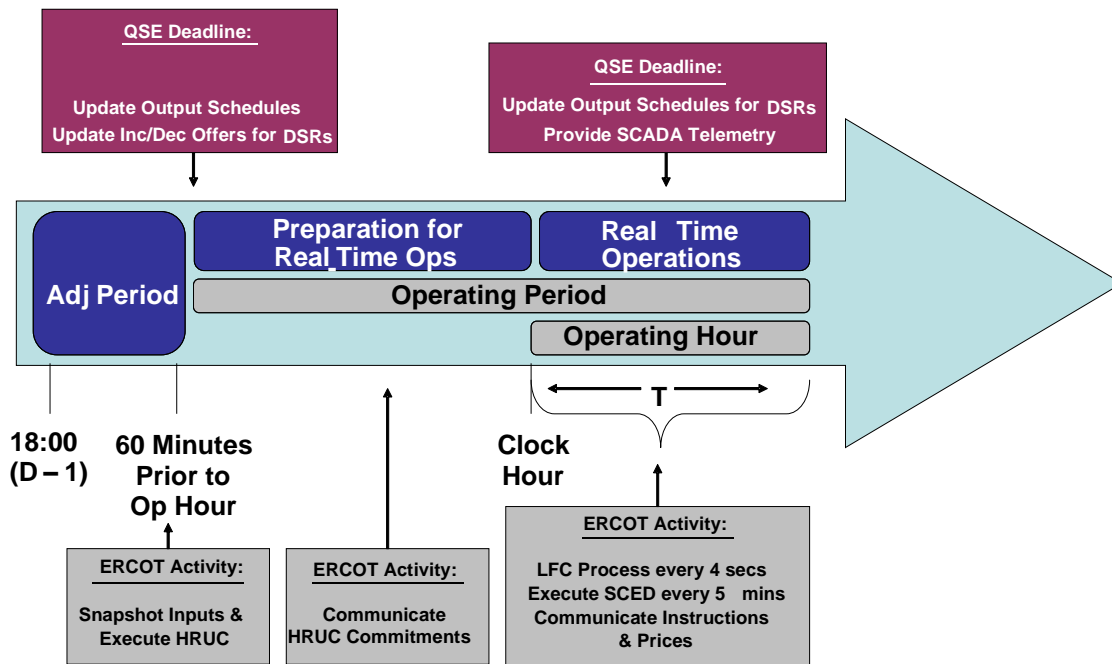 QSE Deadline:
Update Output Schedules
Update Inc/Dec Offers for DSRs
QSE Deadline:
Update Output Schedules for DSRs
Provide SCADA Telemetry
Adj Period
Preparation for
Real-Time Ops
Real Time
Operations
Operating Period
Operating Hour
T
18:00
(D – 1)
60 Minutes
Prior to
Op Hour
Clock
Hour
ERCOT Activity:
Snapshot Inputs &
Execute HRUC
ERCOT Activity:
Communicate
HRUC Commitments
ERCOT Activity:
LFC Process every 4 secs
Execute SCED every 5 mins
Communicate Instructions
& Prices